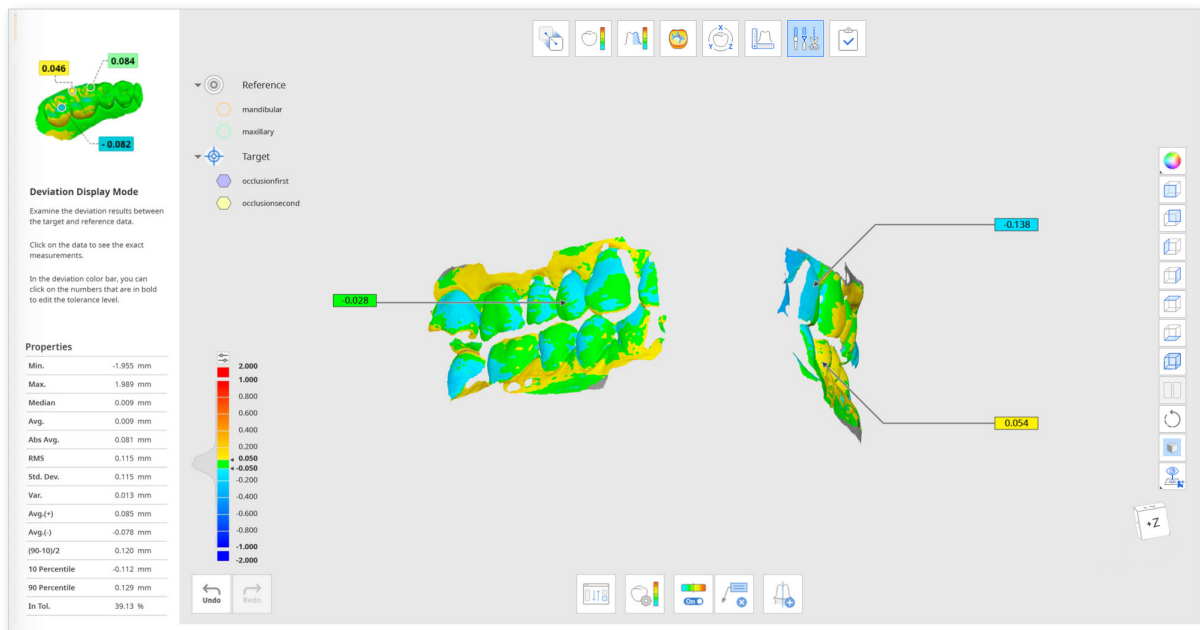 0.046
0.084
- 0.082
Deviation Display Mode
Examine the deviation results between
the target and reference data.
Click on the data to see the exact
measurements.
In the deviation color bar, you can
click on the numbers that are in bold
to edit the tolerance level.
Properties
Min. -1.955 mm
Max. 1.989 mm
Median 0.009 mm
Avg. 0.009 mm
Abs Avg. 0.081 mm
RMS 0.115 mm
Std. Dev. 0.115 mm
Var. 0.013 mm
Avg.(+) 0.085 mm
Avg.(-) -0.078 mm
(90-10)/2 0.120 mm
10 Percentile -0.112 mm
90 Percentile 0.129 mm
In Tol. 39.13 %
Reference
mandibular
maxillary
Target
occlusionfirst
occlusionsecond
2.000
1.000
0.800
0.600
0.400
0.200
0.050
-0.050
-0.200
-0.400
-0.600
-0.800
-1.000
-2.000
X
Y Z
-0.028
-0.138
0.054
+Z
Undo
Redo
On